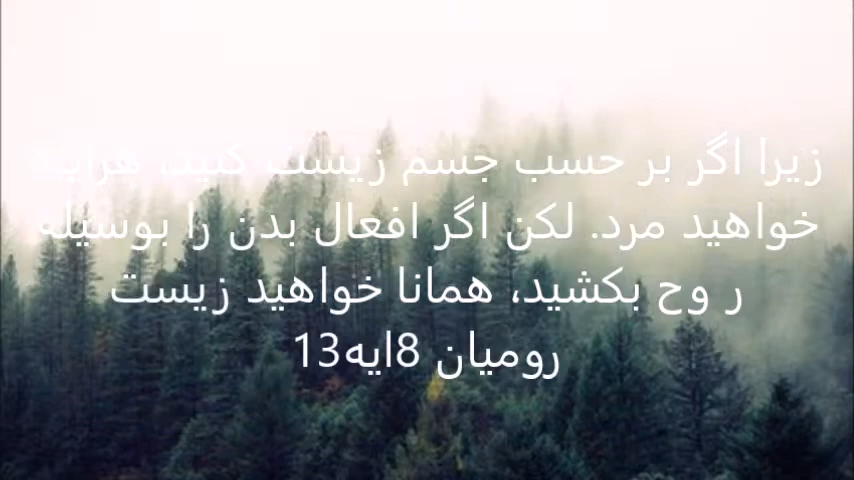 زیرا اگر بر حسب جسم زیست کنید، هرآینه
خواهید مرد. لکن اگر افعال بدن را بوسیله
ر وح بکشید، همانا خواهید زیست
رومیان 8ایه13